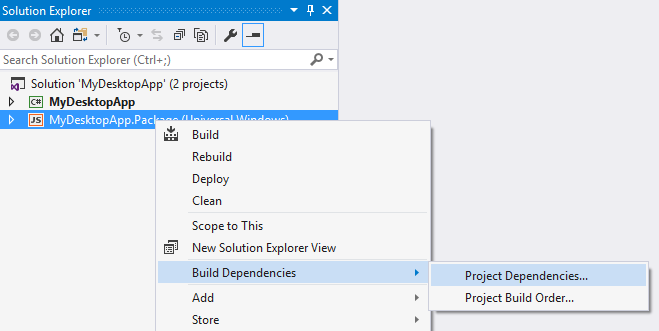 Solution Explorer
Search Solution Explorer (Ctrl+;)
Solution 'MyDesktopApp' (2 projects)
C# MyDesktopApp
JS MyDesktopApp.Package (Universal Windows)
Build
Rebuild
Deploy
Clean
Scope to This
New Solution Explorer View
Build Dependencies
Project Dependencies...
Project Build Order...
Add
Store